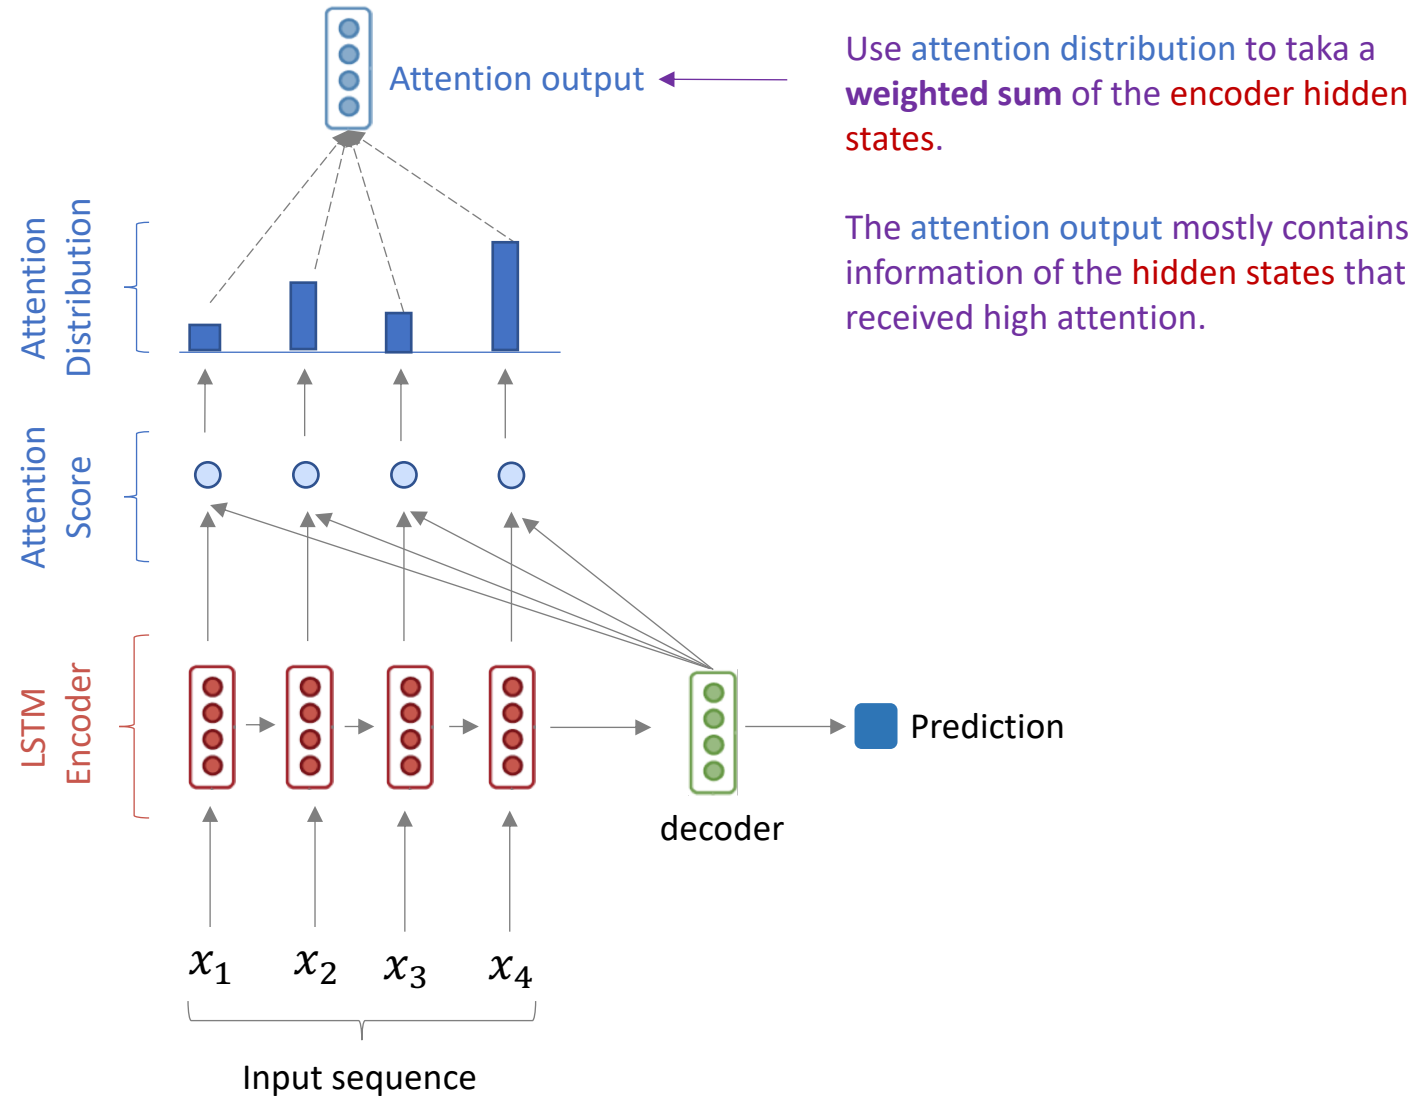 Attention output
Use attention distribution to taka a
weighted sum of the encoder hidden
states.
The attention output mostly contains
information of the hidden states that
received high attention.
Attention
Distribution
Attention
Score
LSTM
Encoder
Prediction
decoder
x₁ x₂ x₃ x₄
Input sequence